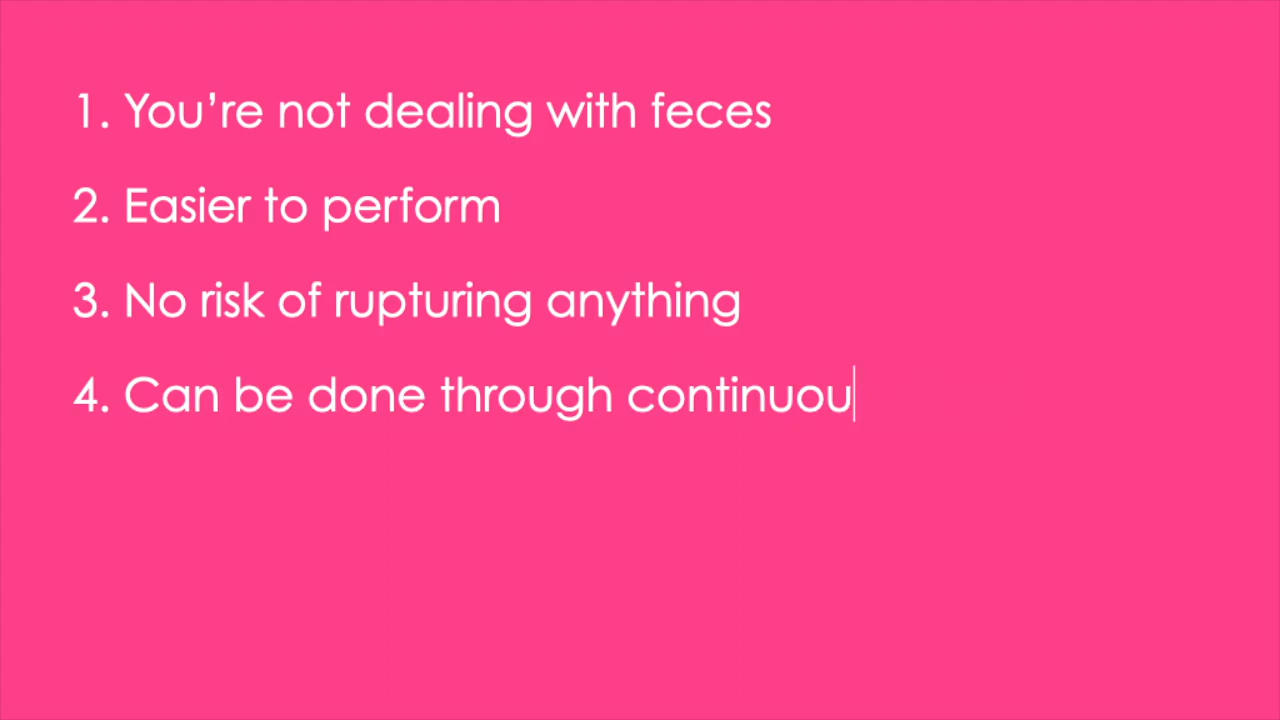 1. You’re not dealing with feces
2. Easier to perform
3. No risk of rupturing anything
4. Can be done through continuou